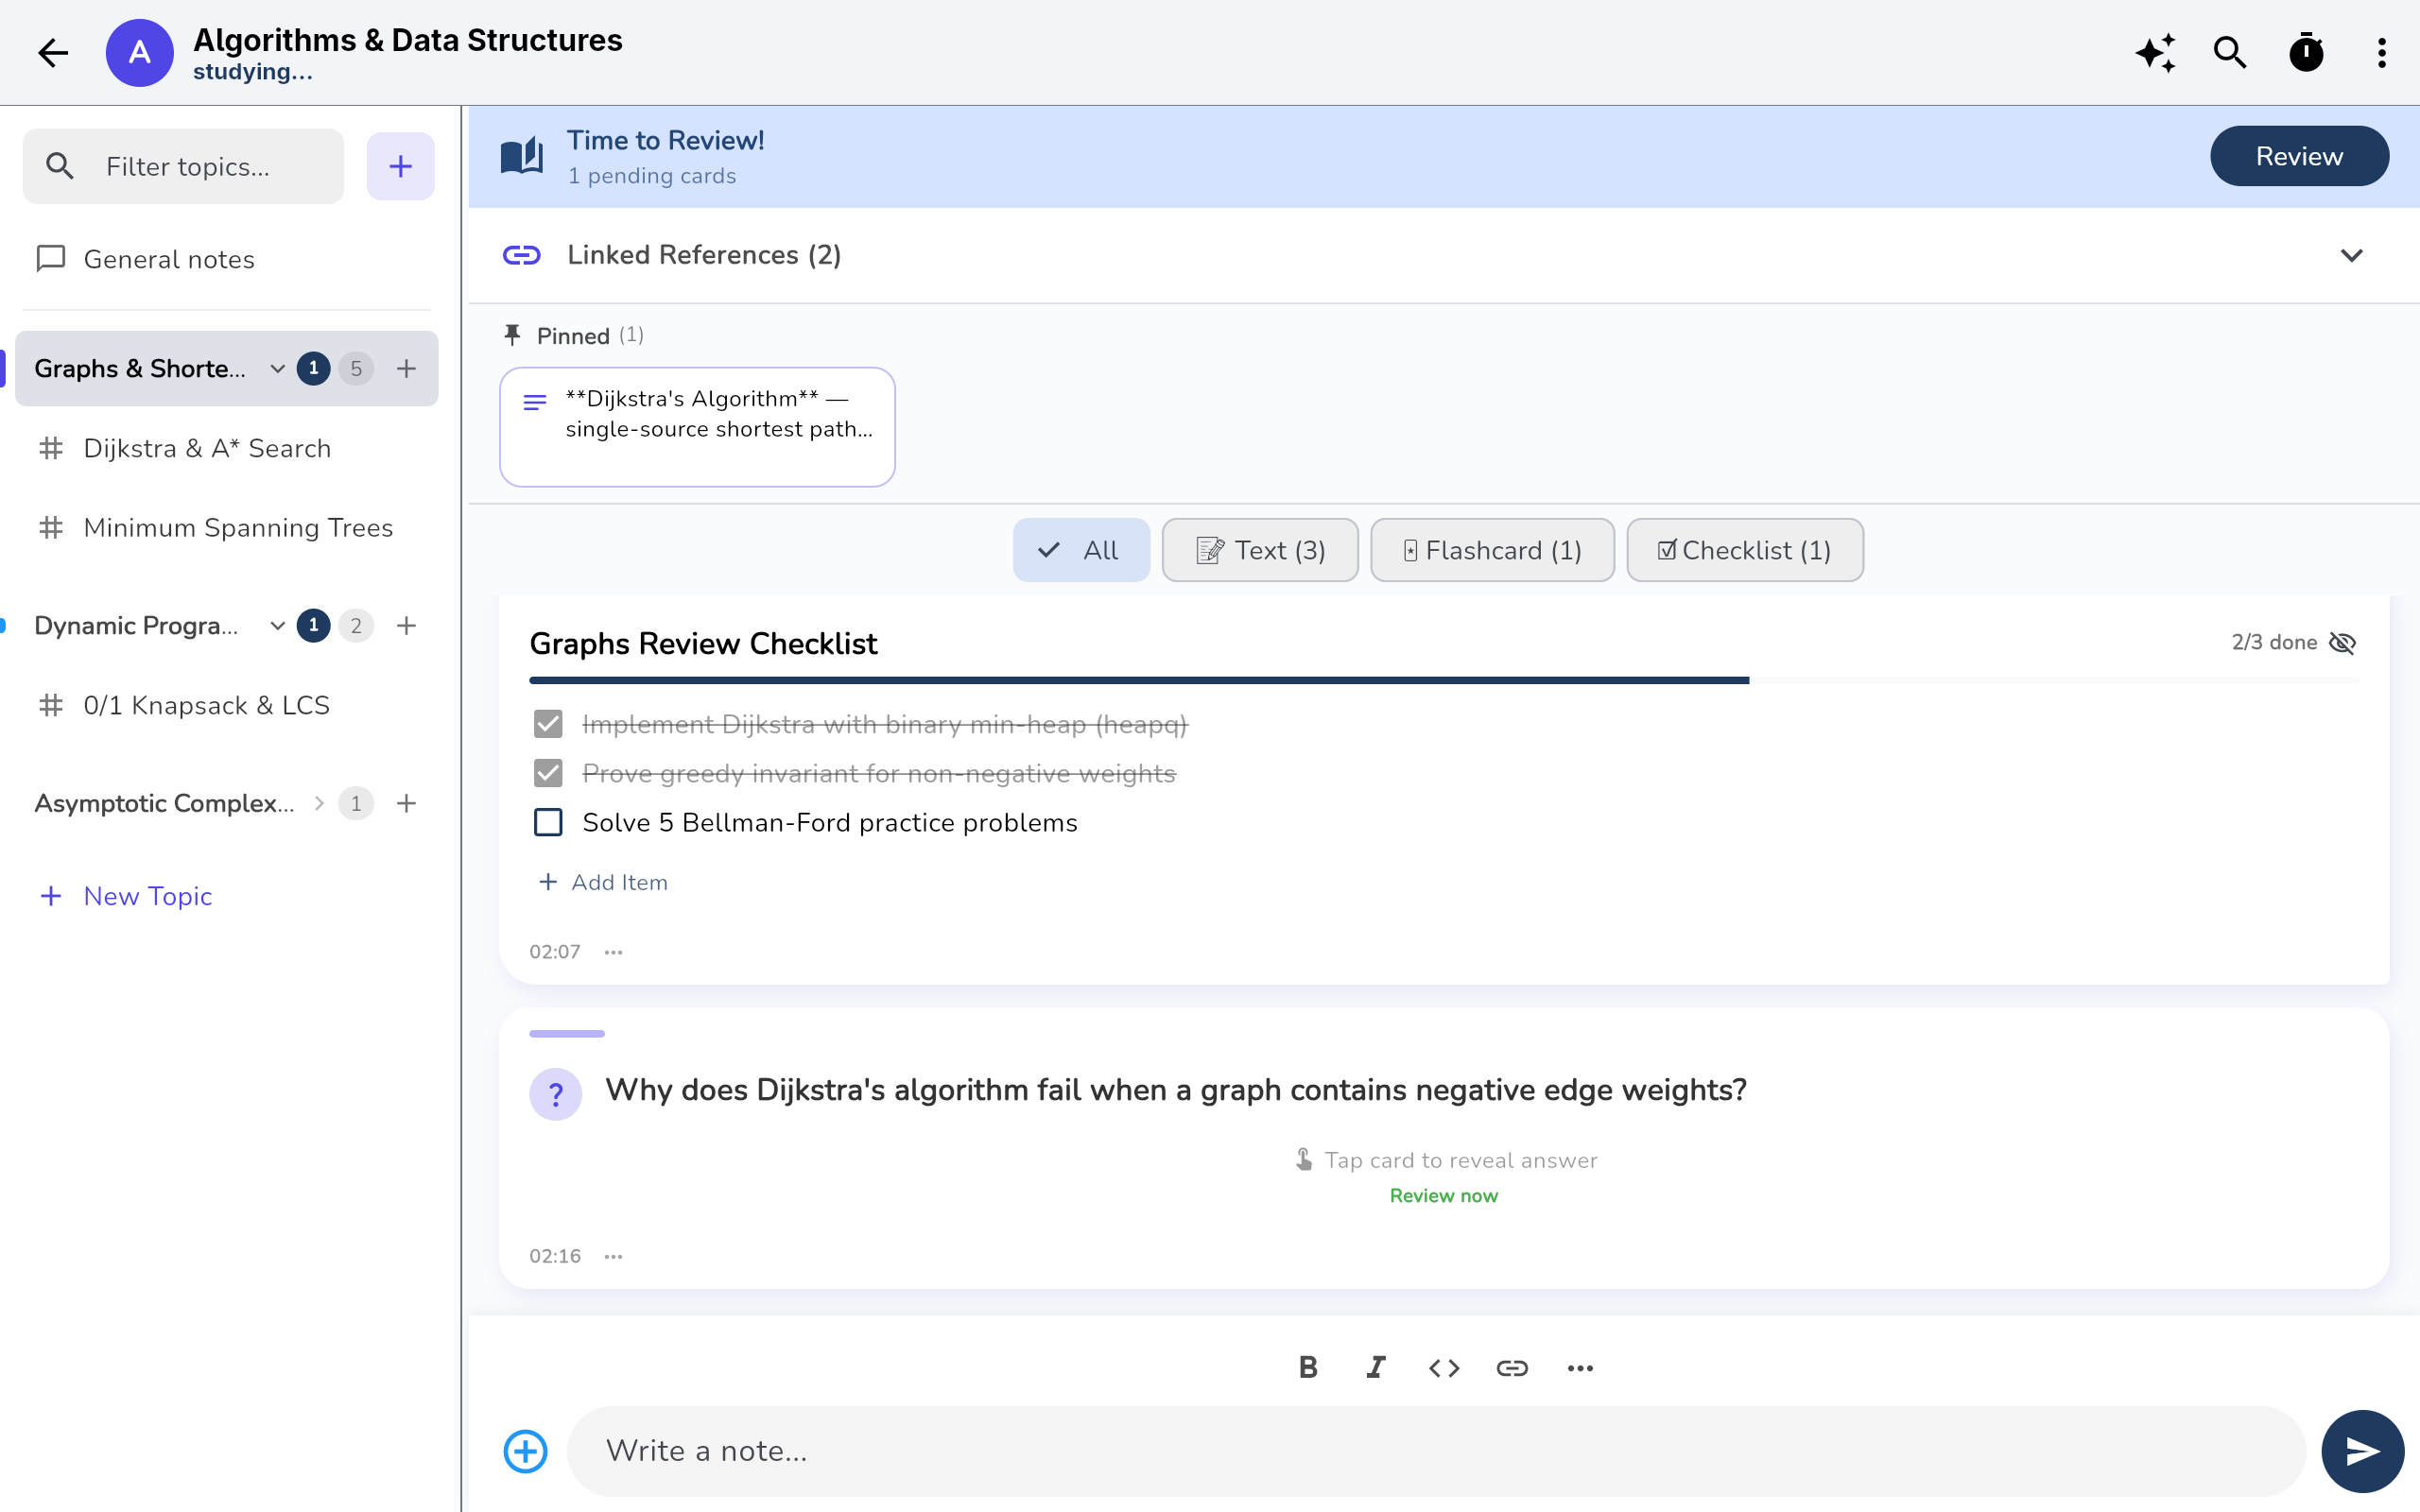 A
Algorithms & Data Structures
studying...
Filter topics...
General notes
Graphs & Shorte...
1
5
Dijkstra & A* Search
Minimum Spanning Trees
Dynamic Progra...
1
2
0/1 Knapsack & LCS
Asymptotic Complex...
1
New Topic
Time to Review!
1 pending cards
Review
Linked References (2)
Pinned (1)
**Dijkstra's Algorithm** —
single-source shortest path...
All
Text (3)
Flashcard (1)
Checklist (1)
Graphs Review Checklist
2/3 done
Implement Dijkstra with binary min-heap (heapq)
Prove greedy invariant for non-negative weights
Solve 5 Bellman-Ford practice problems
Add Item
02:07
?
Why does Dijkstra's algorithm fail when a graph contains negative edge weights?
Tap card to reveal answer
Review now
02:16
B I
Write a note...